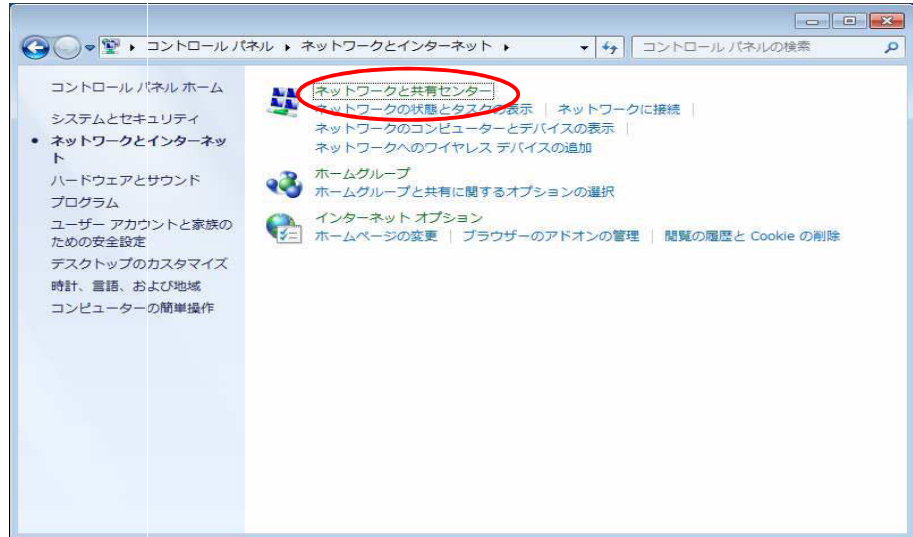 コントロール パネル ▸ ネットワークとインターネット ▸
コントロール パネルの検索
コントロール パネル ホーム
システムとセキュリティ
• ネットワークとインターネッ
ト
ハードウェアとサウンド
プログラム
ユーザー アカウントと家族の
ための安全設定
デスクトップのカスタマイズ
時計、言語、および地域
コンピューターの簡単操作
ネットワークと共有センター
ネットワークの状態とタスクの表示 | ネットワークに接続 |
ネットワークのコンピューターとデバイスの表示 |
ネットワークへのワイヤレス デバイスの追加
ホームグループ
ホームグループと共有に関するオプションの選択
インターネット オプション
ホームページの変更 | ブラウザーのアドオンの管理 | 閲覧の履歴と Cookie の削除